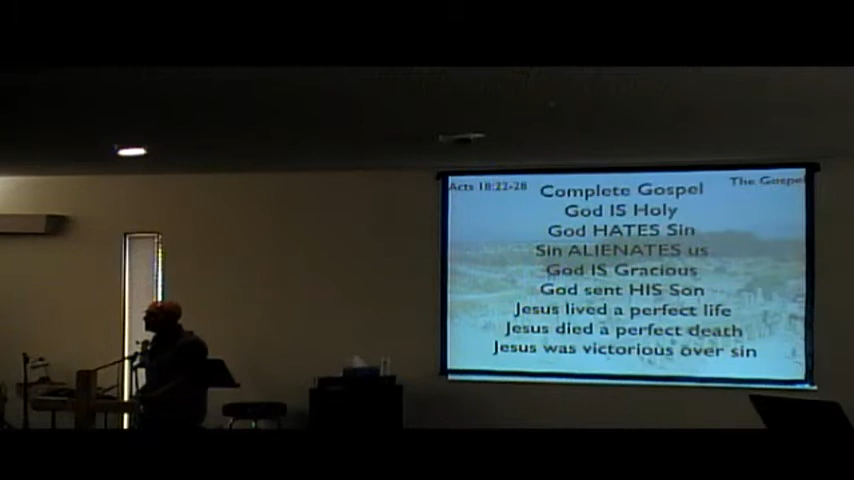 Acts 18:22-28
The Gospel
Complete Gospel
God IS Holy
God HATES Sin
Sin ALIENATES us
God IS Gracious
God sent HIS Son
Jesus lived a perfect life
Jesus died a perfect death
Jesus was victorious over sin